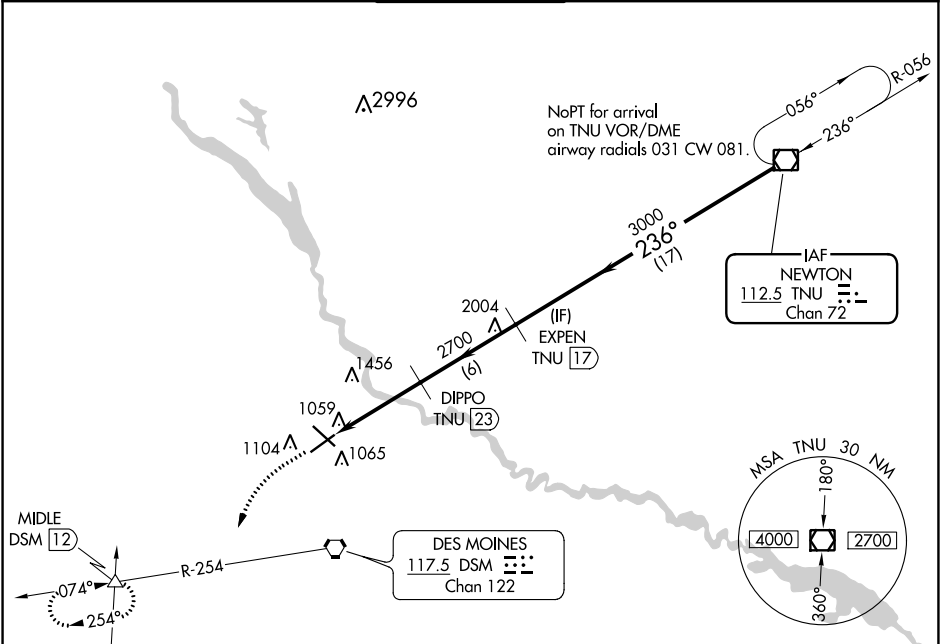 2996
NoPT for arrival
on TNU VOR/DME
airway radials 031 CW 081.
056°
R-056
236°
3000
236°
(17)
IAF
NEWTON
112.5 TNU
Chan 72
2004
(IF)
EXPEN
TNU 17
2700
(6)
1456
DIPPO
TNU 23
1059
1104
1065
MIDLE
DSM 12
R-254
074°
254°
DES MOINES
117.5 DSM
Chan 122
MSA TNU 30 NM
180°
4000
2700
360°